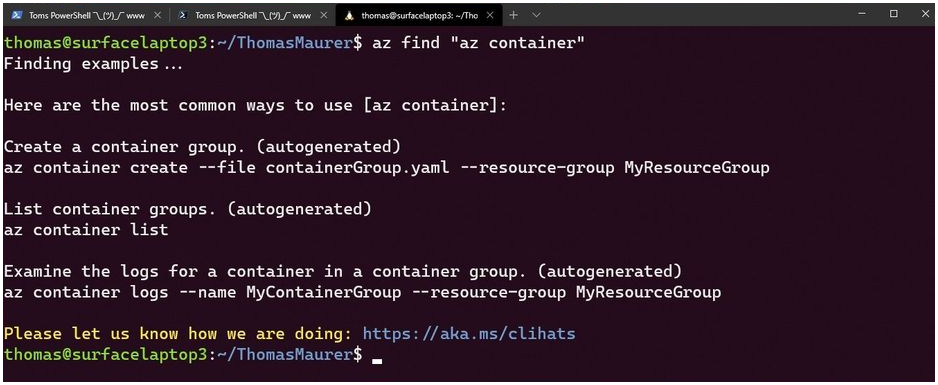 Toms PowerShell ¯\_(ツ)_/¯ www
Toms PowerShell ¯\_(ツ)_/¯ www
thomas@surfacelaptop3: ~/Tho
thomas@surfacelaptop3:~/ThomasMaurer$ az find "az container"
Finding examples...
Here are the most common ways to use [az container]:
Create a container group. (autogenerated)
az container create --file containerGroup.yaml --resource-group MyResourceGroup
List container groups. (autogenerated)
az container list
Examine the logs for a container in a container group. (autogenerated)
az container logs --name MyContainerGroup --resource-group MyResourceGroup
Please let us know how we are doing: https://aka.ms/clihats
thomas@surfacelaptop3:~/ThomasMaurer$